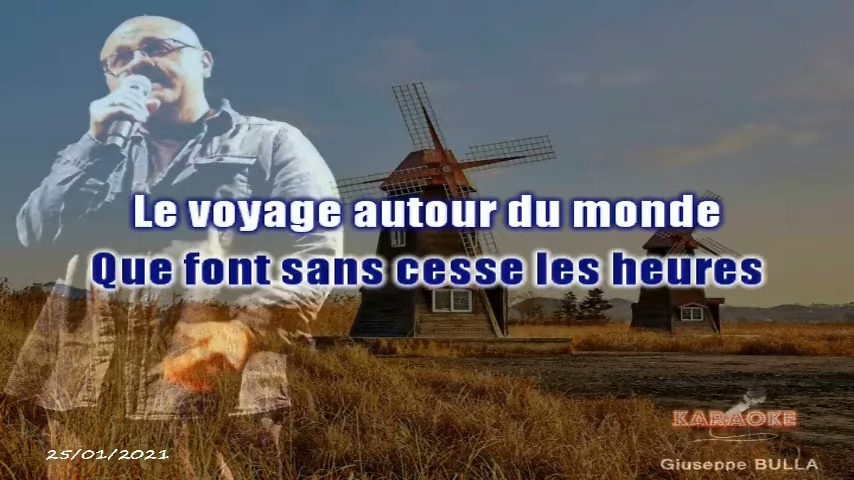 Le voyage autour du monde
Que font sans cesse les heures
KARAOKE
25/01/2021
Giuseppe BULLA